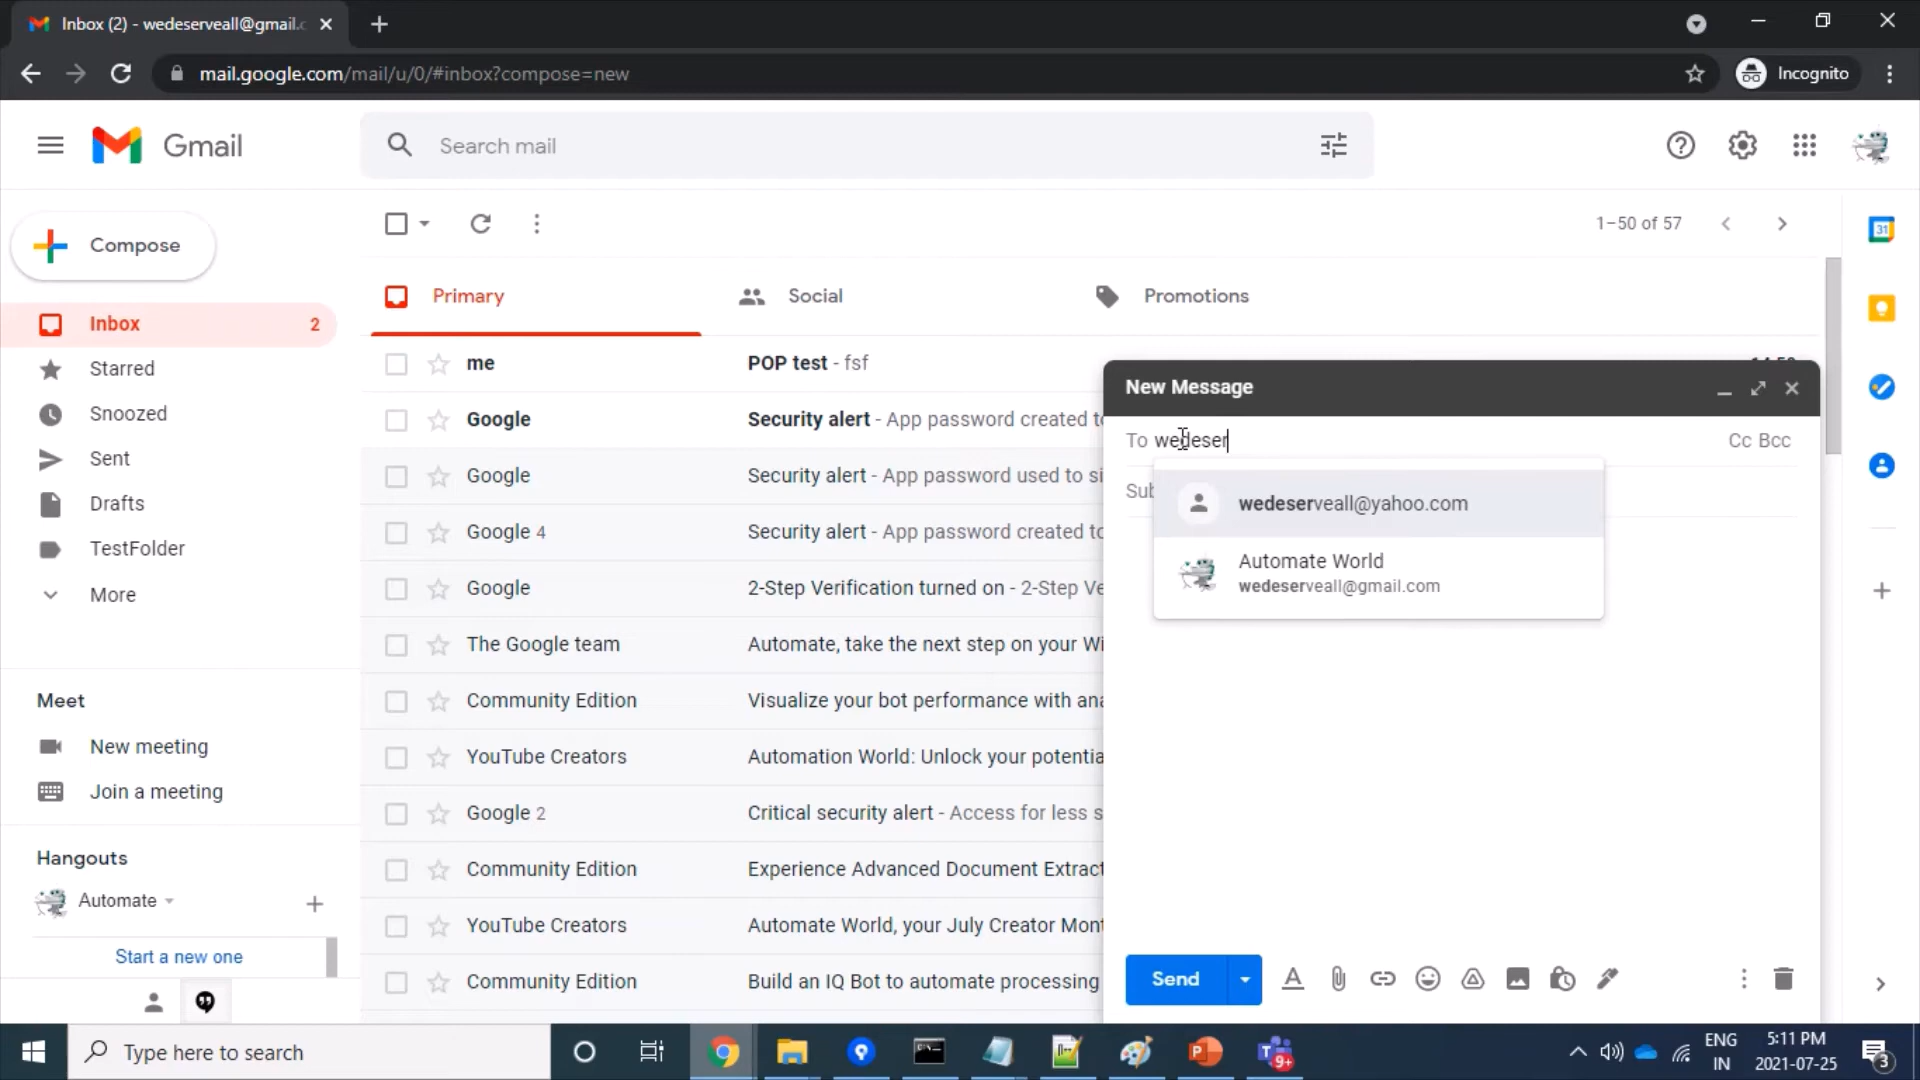 Inbox (2) - wedeserveall@gmail.c
mail.google.com/mail/u/0/#inbox?compose=new
Incognito
Gmail
Search mail
Compose
1–50 of 57
31
Primary
Social
Promotions
Inbox 2
Starred
Snoozed
Sent
Drafts
TestFolder
More
me POP test - fsf
Google Security alert - App password created to
Google Security alert - App password used to si
Google 4 Security alert - App password created to
Google 2-Step Verification turned on - 2-Step Ve
The Google team Automate, take the next step on your Wi
Community Edition Visualize your bot performance with ana
YouTube Creators Automation World: Unlock your potentia
Google 2 Critical security alert - Access for less s
Community Edition Experience Advanced Document Extract
YouTube Creators Automate World, your July Creator Mont
Community Edition Build an IQ Bot to automate processing
New Message
To wedeser
Cc Bcc
Sub
wedeserveall@yahoo.com
Automate World
wedeserveall@gmail.com
Send
Meet
New meeting
Join a meeting
Hangouts
Automate
Start a new one
Type here to search
9+
ENG
IN
5:11 PM
2021-07-25
3